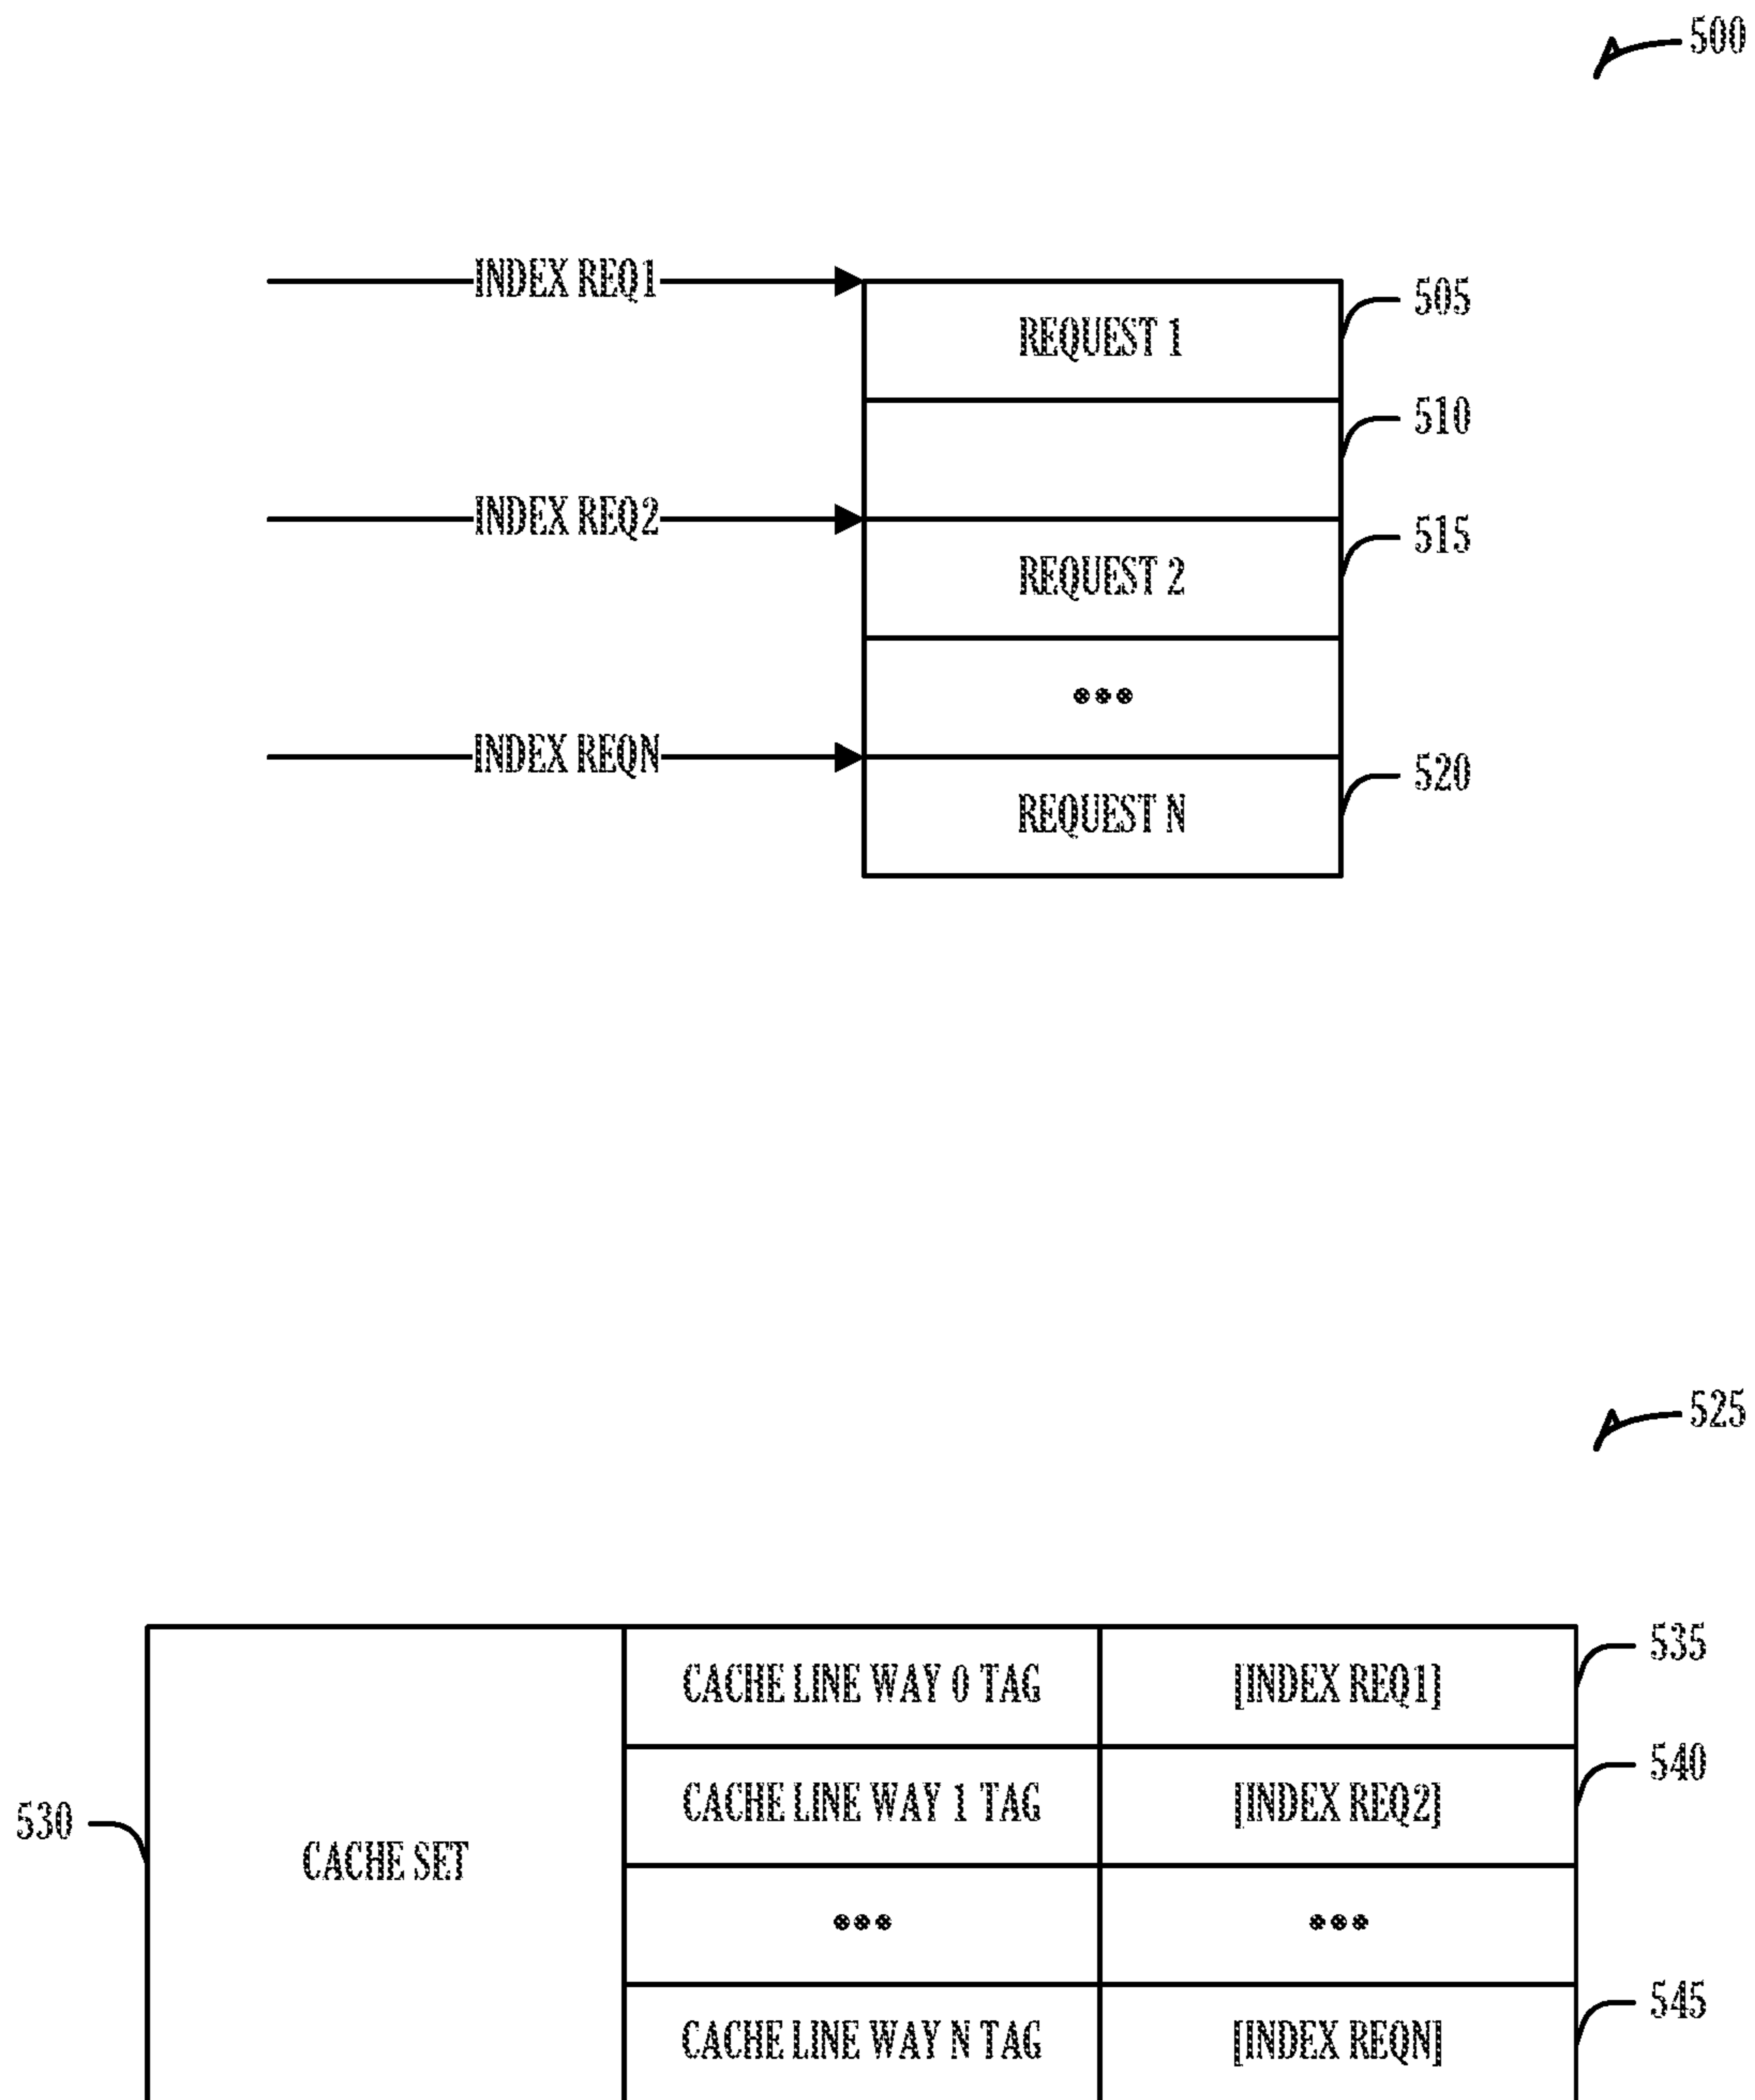 500
INDEX REQ1
REQUEST 1
505
510
INDEX REQ2
REQUEST 2
515
•••
INDEX REQN
REQUEST N
520
525
CACHE LINE WAY 0 TAG
[INDEX REQ1]
535
CACHE LINE WAY 1 TAG
[INDEX REQ2]
540
530
CACHE SET
•••
•••
CACHE LINE WAY N TAG
[INDEX REQN]
545